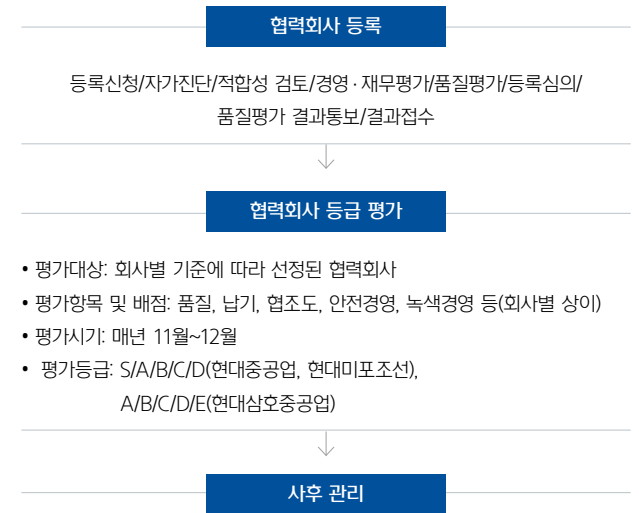 협력회사 등록
등록신청/자가진단/적합성 검토/경영·재무평가/품질평가/등록심의/
품질평가 결과통보/결과접수
협력회사 등급 평가
• 평가대상: 회사별 기준에 따라 선정된 협력회사
• 평가항목 및 배점: 품질, 납기, 협조도, 안전경영, 녹색경영 등(회사별 상이)
• 평가시기: 매년 11월~12월
• 평가등급: S/A/B/C/D(현대중공업, 현대미포조선),
A/B/C/D/E(현대삼호중공업)
사후 관리